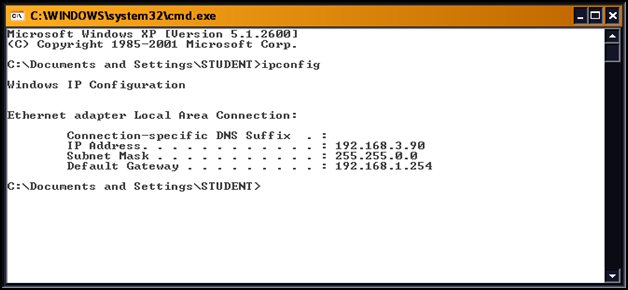 C:\WINDOWS\system32\cmd.exe
Microsoft Windows XP [Version 5.1.2600]
(C) Copyright 1985-2001 Microsoft Corp.
C:\Documents and Settings\STUDENT>ipconfig
Windows IP Configuration
Ethernet adapter Local Area Connection:
Connection-specific DNS Suffix . :
IP Address. . . . . . . . . . . . : 192.168.3.90
Subnet Mask . . . . . . . . . . . : 255.255.0.0
Default Gateway . . . . . . . . . : 192.168.1.254
C:\Documents and Settings\STUDENT>